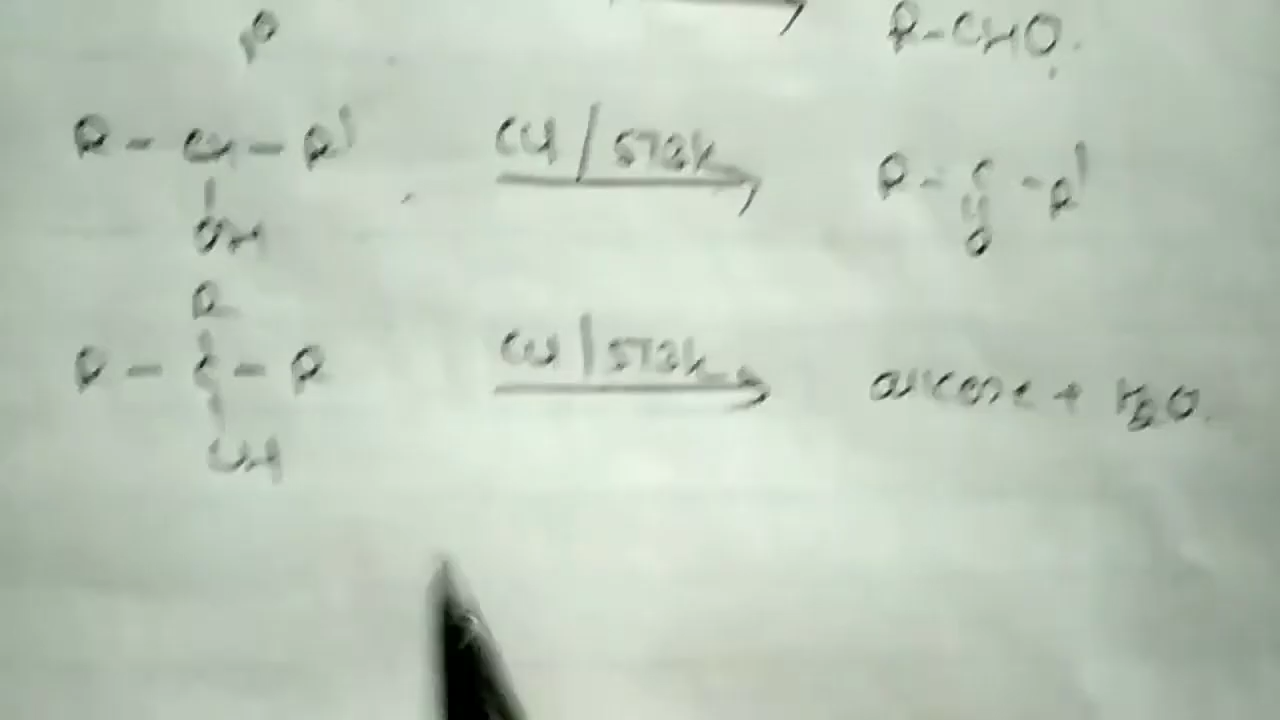 R-CHO.
R - CH - R' Cu / 573K R - C - R'
OH O
R
R - C - R Cu / 573K alkene + H2O.
OH